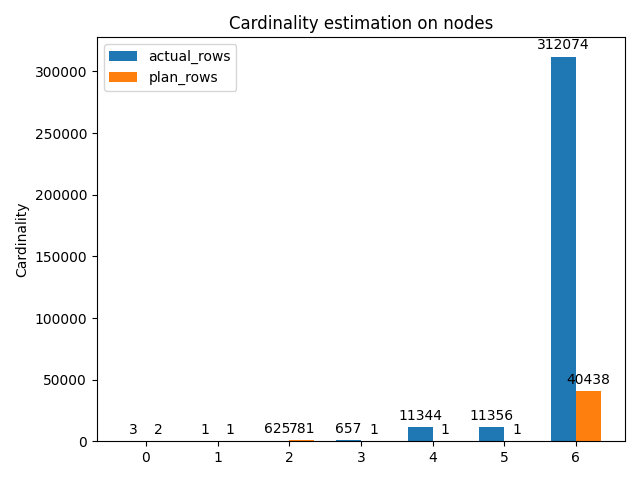 Cardinality estimation on nodes
actual_rows
plan_rows
Cardinality
300000
250000
200000
150000
100000
50000
0
3 2 1 1 625 781 657 1 11344 1 11356 1 312074 40438
0 1 2 3 4 5 6